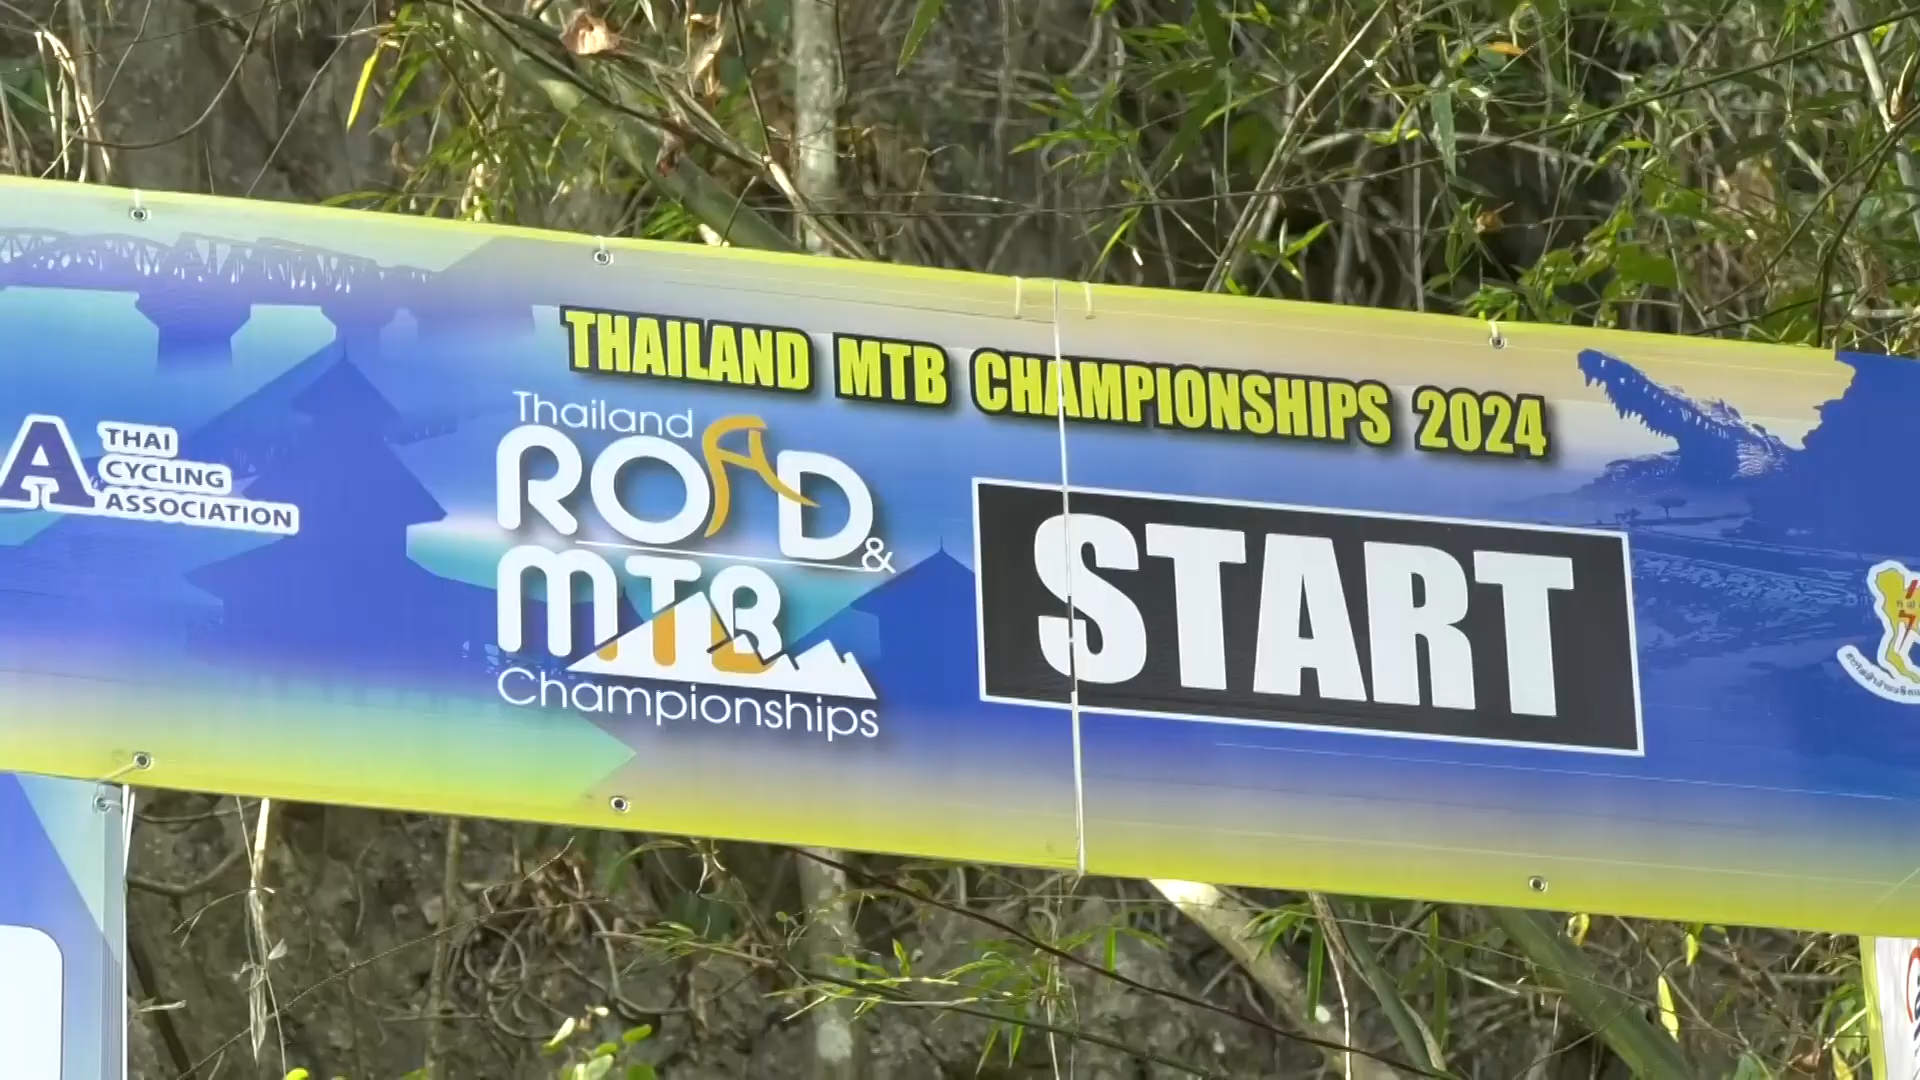 THAILAND MTB CHAMPIONSHIPS 2024
A
THAI
CYCLING
ASSOCIATION
Thailand
ROAD
&
MTB
Championships
START